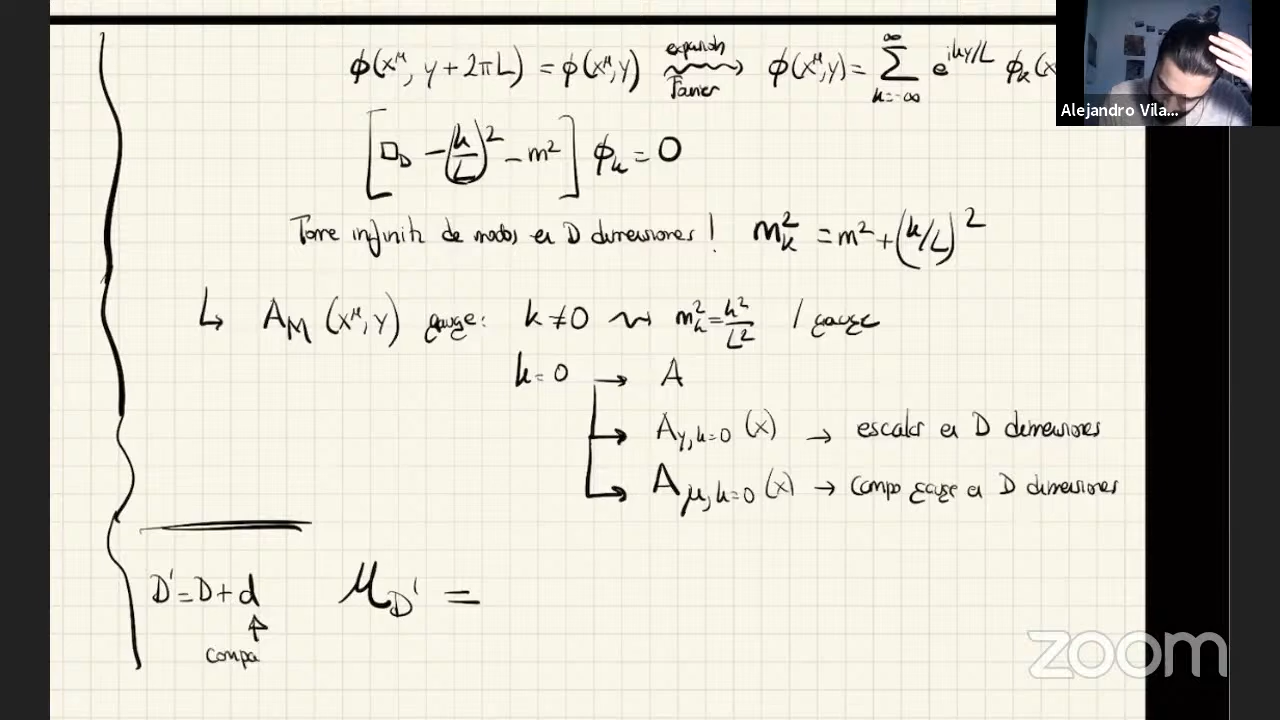 ϕ(x^μ, y+2πL) = ϕ(x^μ, y) expansión Fourier ϕ(x^μ, y) = ∑_{k=-∞}^{∞} e^{iky/L} ϕ_k(x
[□_D - (k/L)² - m²] ϕ_k = 0
Torre infinita de modos en D dimensiones! m_k² = m² + (k/L)²
↳ A_M (x^μ, y) gauge: k ≠ 0 ⇝ m_k² = k²/L² / gauge
k = 0 → A
↳ A_{y,k=0} (x) → escalar en D dimensiones
↳ A_{μ,k=0} (x) → campo gauge en D dimensiones
D' = D + d M_{D'} =
↑
compa
Alejandro Vila...
zoom